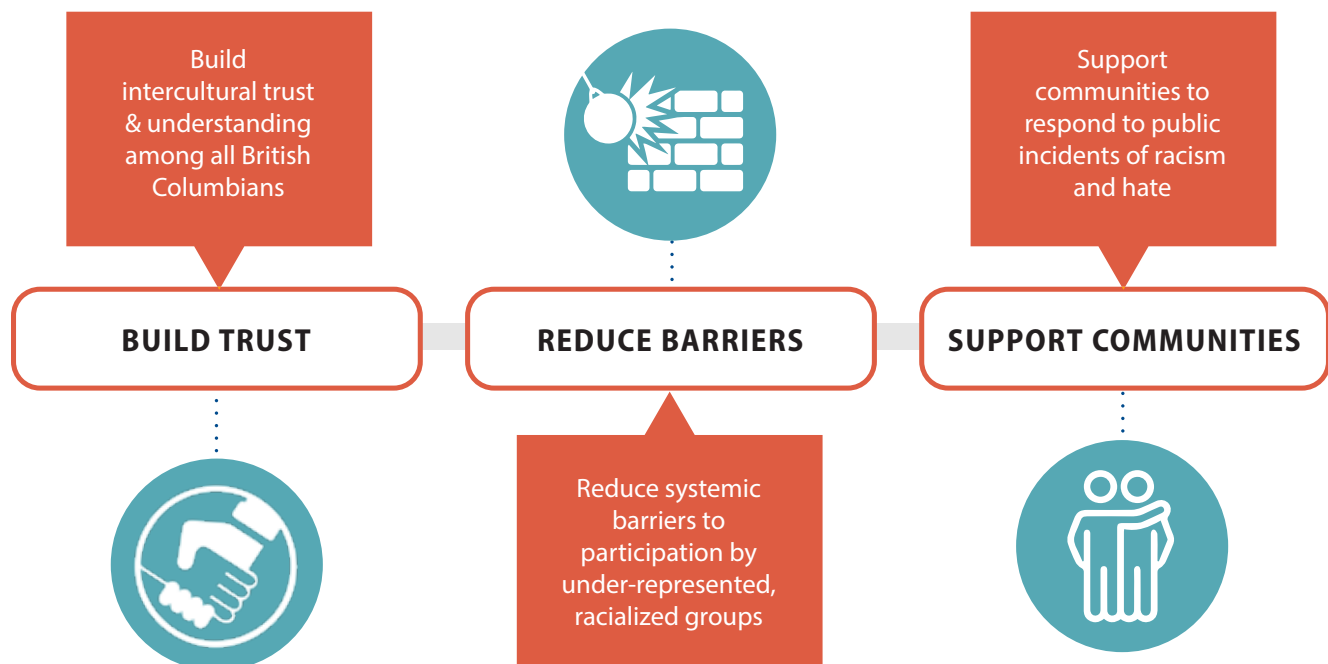 Build
intercultural trust
& understanding
among all British
Columbians
Support
communities to
respond to public
incidents of racism
and hate
BUILD TRUST
REDUCE BARRIERS
SUPPORT COMMUNITIES
Reduce systemic
barriers to
participation by
under-represented,
racialized groups